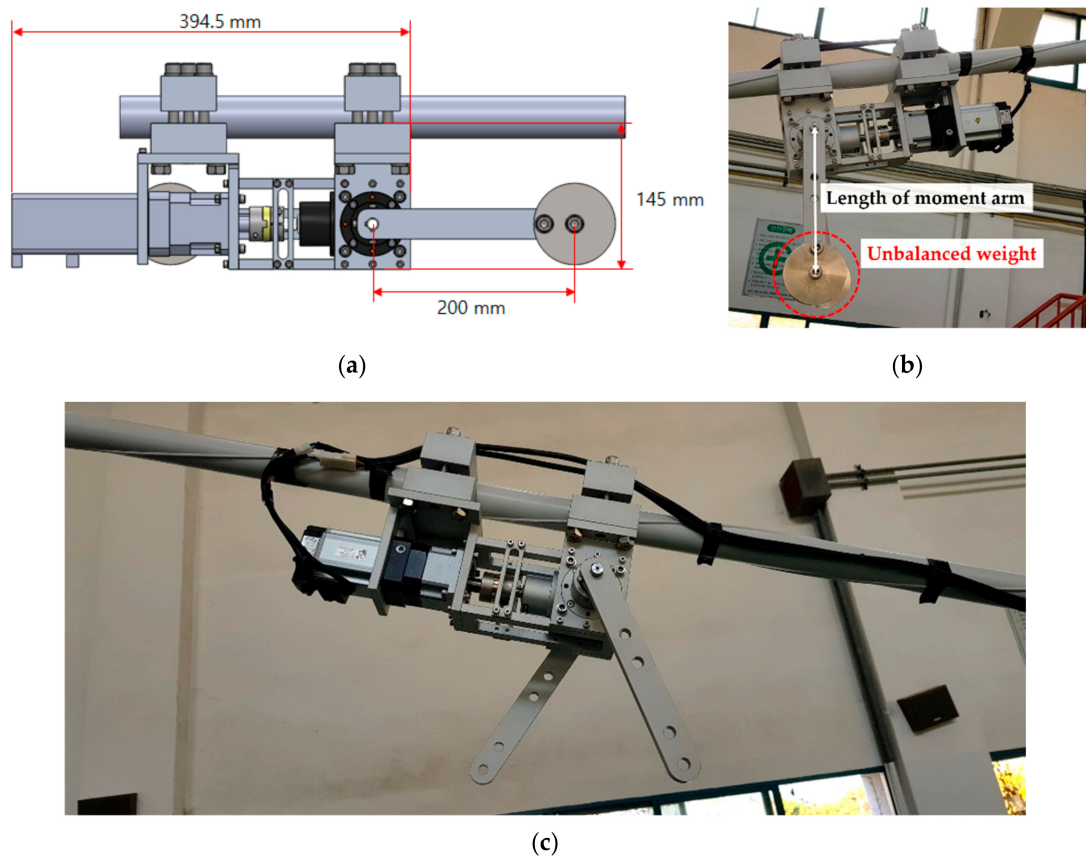 394.5 mm
145 mm
200 mm
Length of moment arm
Unbalanced weight
(a)
(b)
(c)